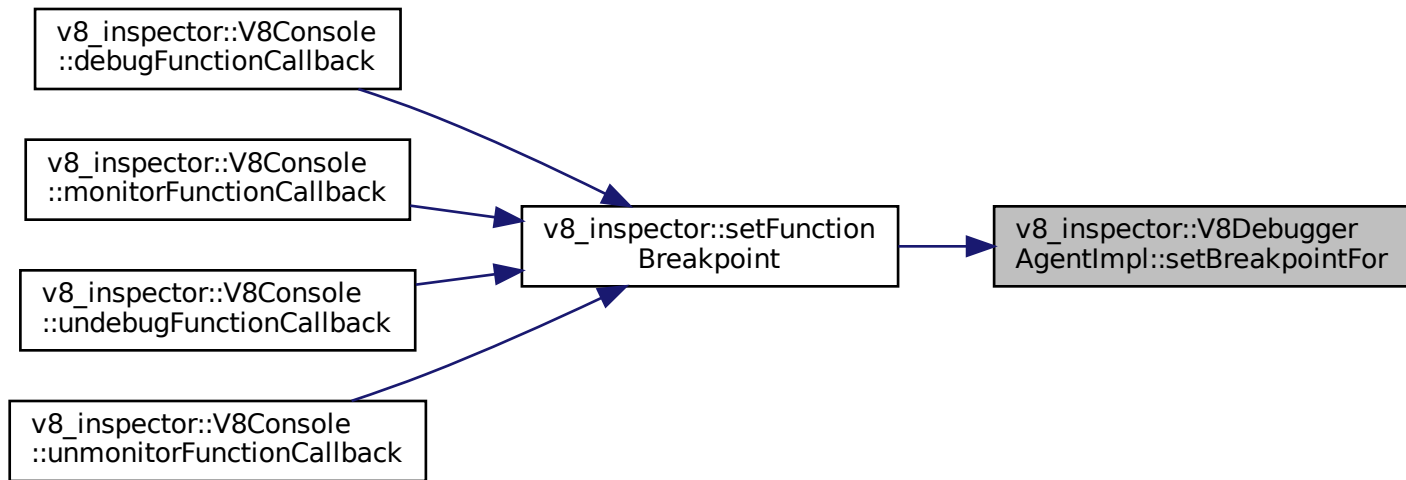 v8_inspector::V8Console
::debugFunctionCallback
v8_inspector::V8Console
::monitorFunctionCallback
v8_inspector::setFunction
Breakpoint
v8_inspector::V8Debugger
AgentImpl::setBreakpointFor
v8_inspector::V8Console
::undebugFunctionCallback
v8_inspector::V8Console
::unmonitorFunctionCallback